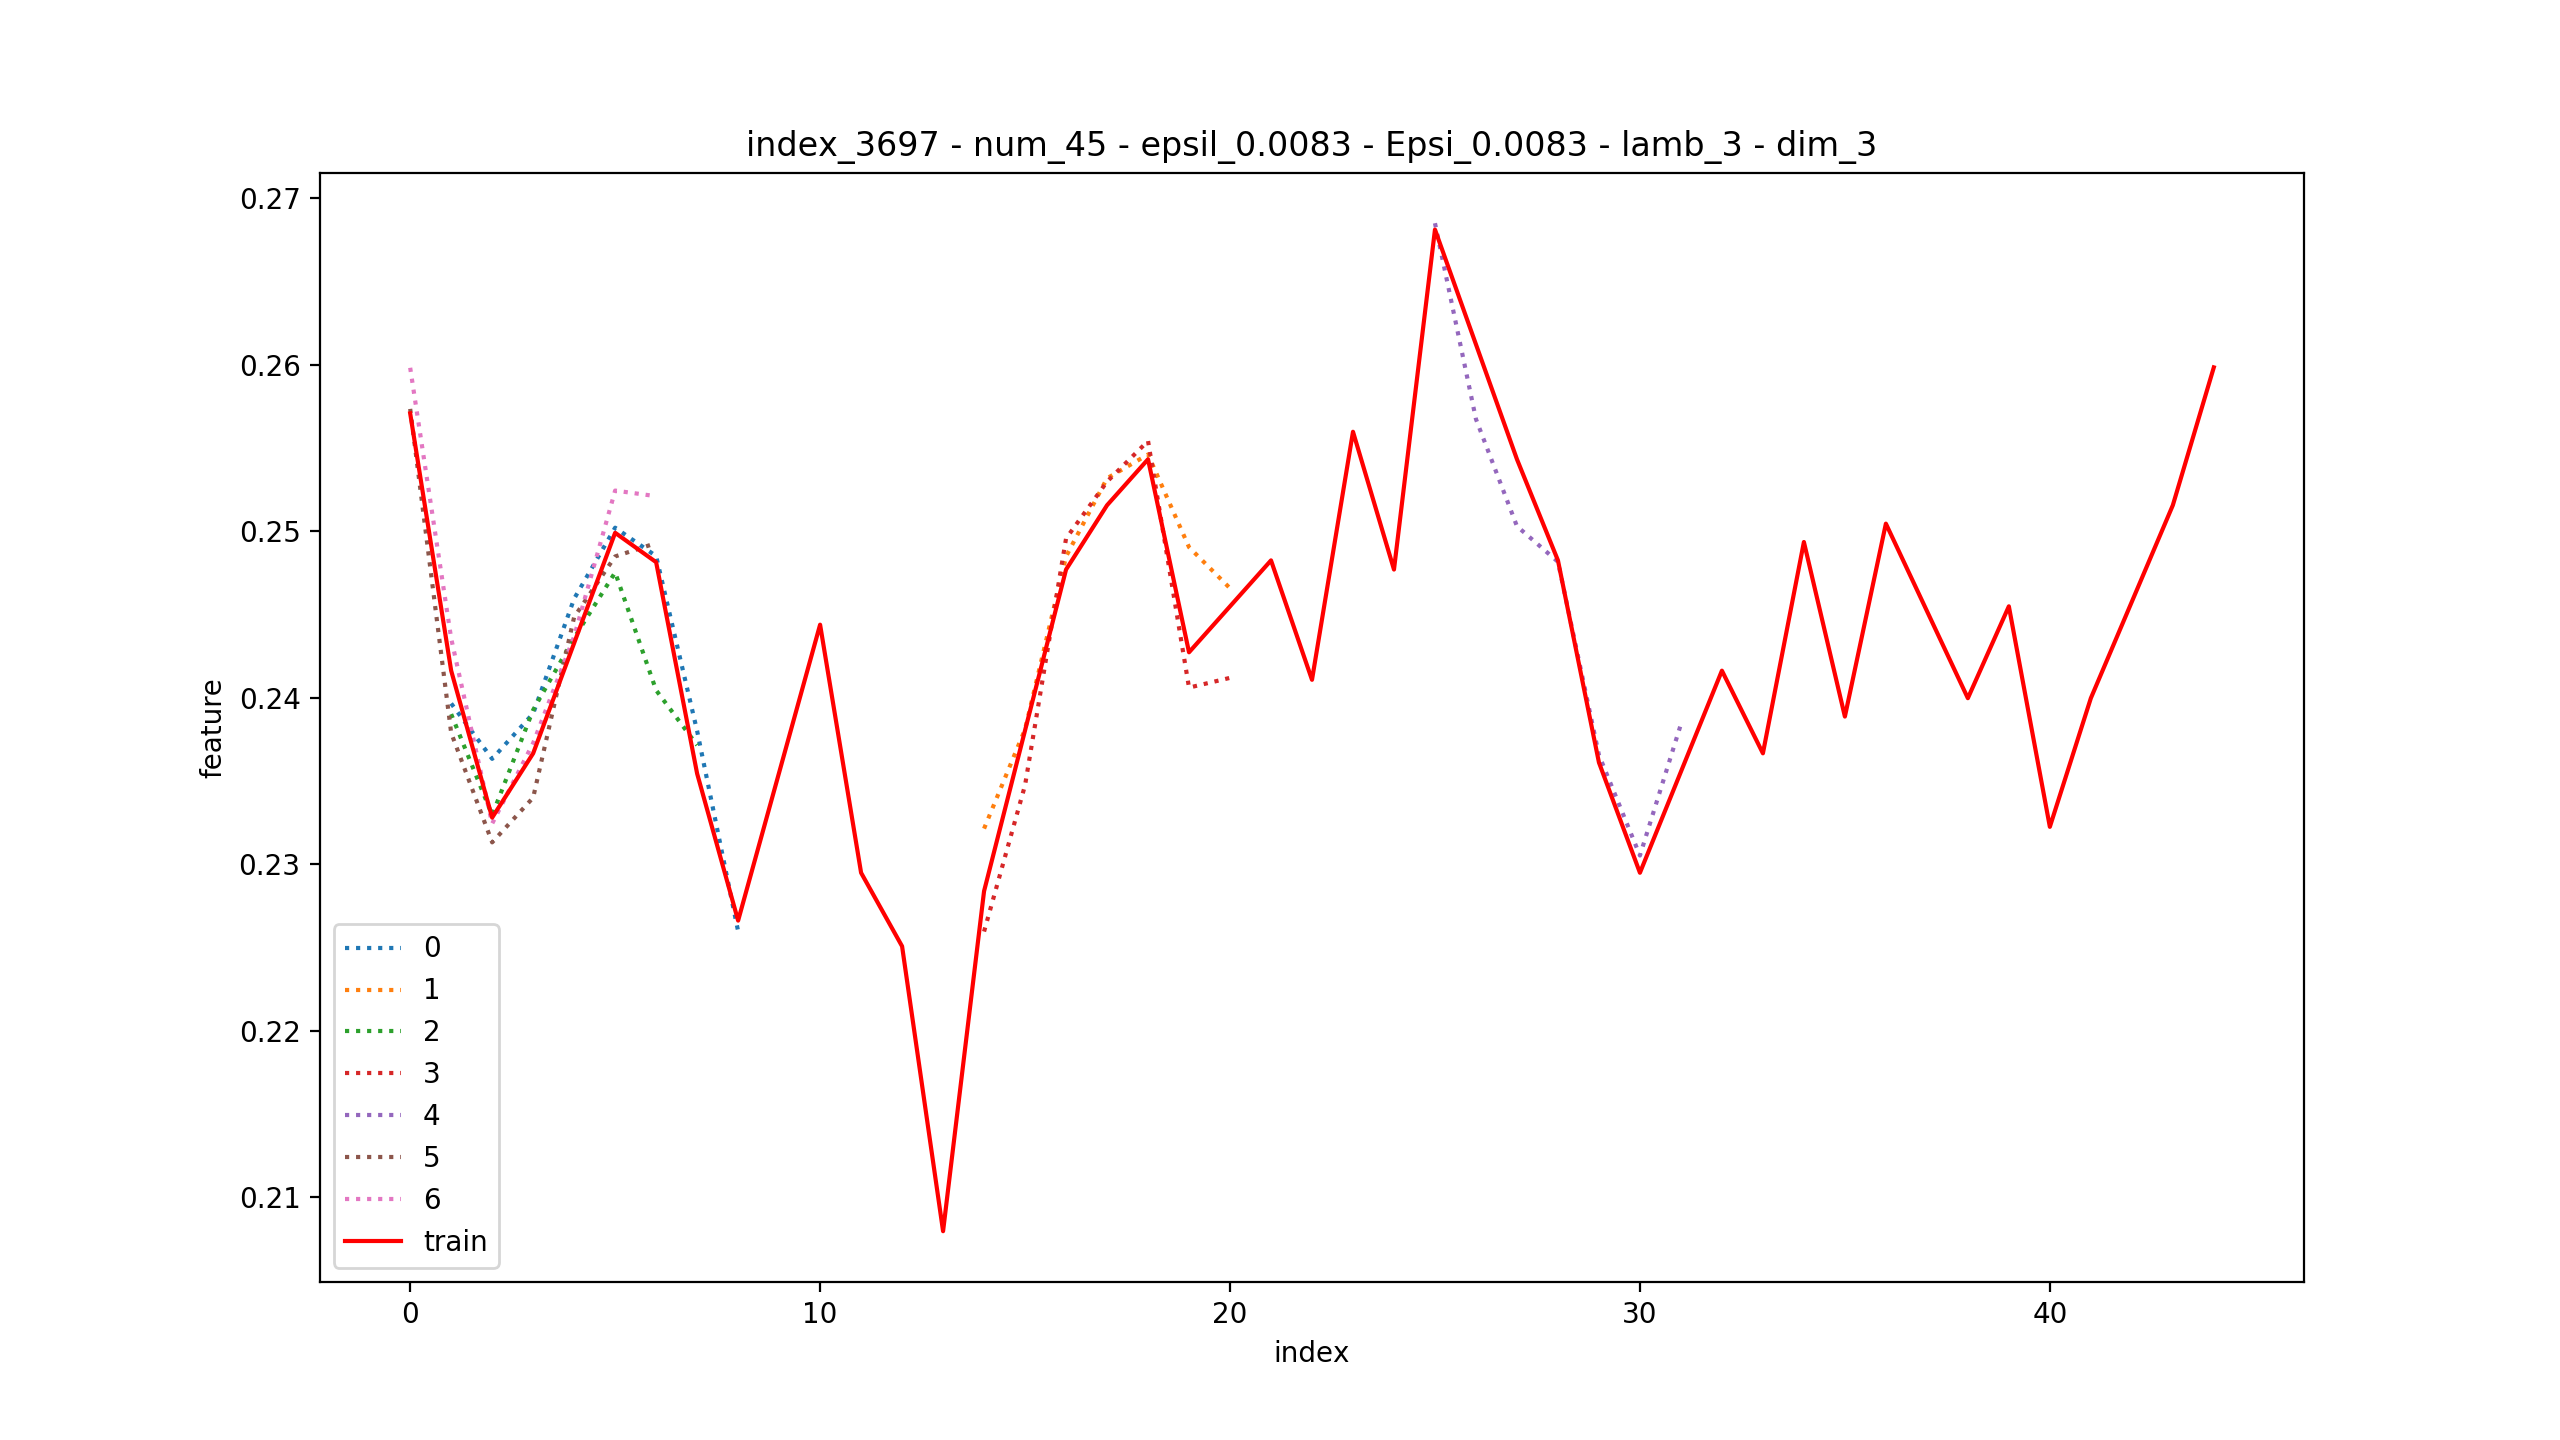 index_3697 - num_45 - epsil_0.0083 - Epsi_0.0083 - lamb_3 - dim_3
0.27
0.26
0.25
0.24
0.23
0.22
0.21
feature
0
1
2
3
4
5
6
train
0 10 20 30 40
index